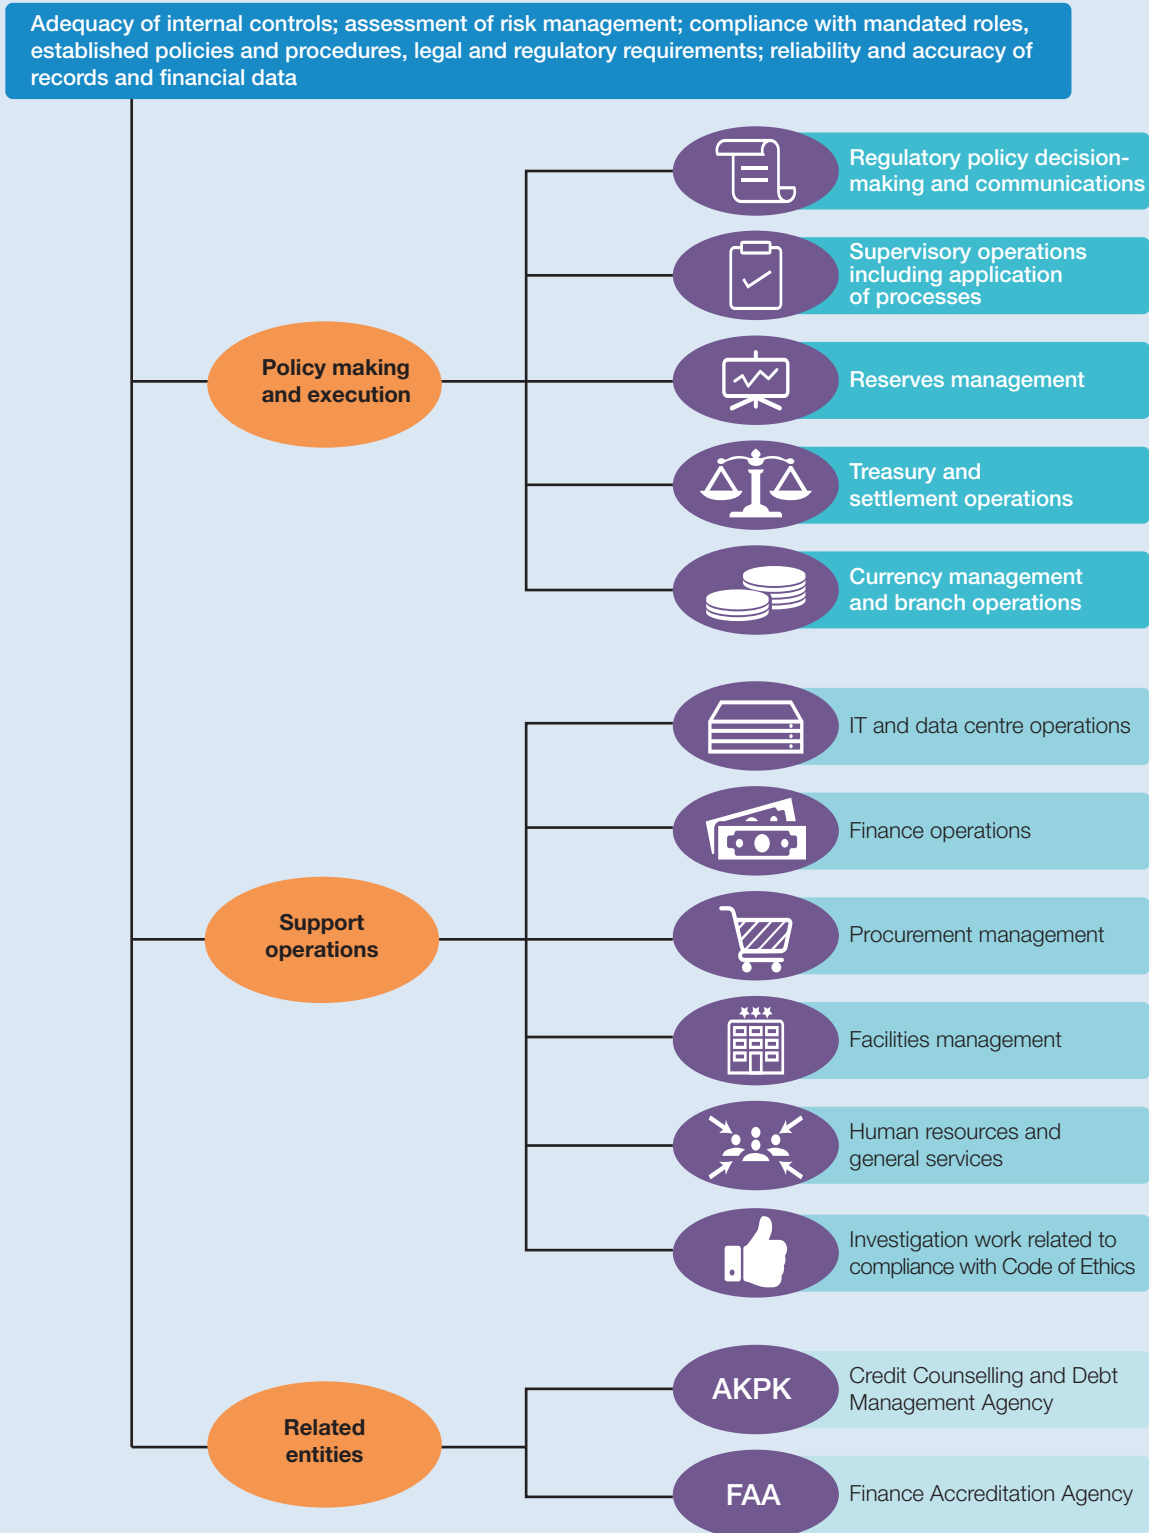 Adequacy of internal controls; assessment of risk management; compliance with mandated roles,
established policies and procedures, legal and regulatory requirements; reliability and accuracy of
records and financial data
Policy making
and execution
Regulatory policy decision-
making and communications
Supervisory operations
including application
of processes
Reserves management
Treasury and
settlement operations
Currency management
and branch operations
Support
operations
IT and data centre operations
Finance operations
Procurement management
Facilities management
Human resources and
general services
Investigation work related to
compliance with Code of Ethics
Related
entities
AKPK
Credit Counselling and Debt
Management Agency
FAA
Finance Accreditation Agency